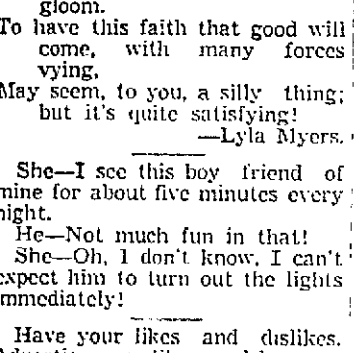 gloom.
To have this faith that good will
come, with many forces
vying,
May seem, to you, a silly thing;
but it's quite satisfying!
—Lyla Myers.
She—I see this boy friend of
mine for about five minutes every
night.
He—Not much fun in that!
She—Oh, I don't know, I can't
expect him to turn out the lights
immediately!
Have your likes and dislikes.